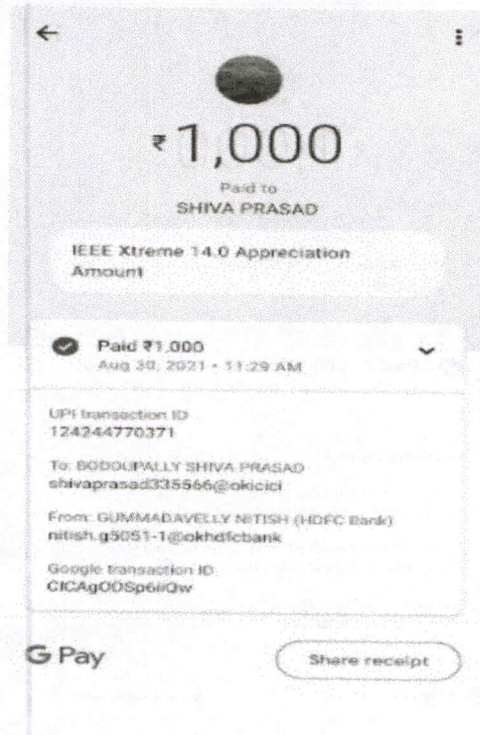 ₹1,000
Paid to
SHIVA PRASAD
IEEE Xtreme 14.0 Appreciation
Amount
Paid ₹1,000
Aug 30, 2021 • 11:29 AM
UPI transaction ID
124244770371
To: BODOUPALLY SHIVA PRASAD
shivaprasad335566@okicici
From: GUMMADAVELLY NITISH (HDFC Bank)
nitish.g5051-1@okhdfcbank
Google transaction ID
G Pay
Share receipt